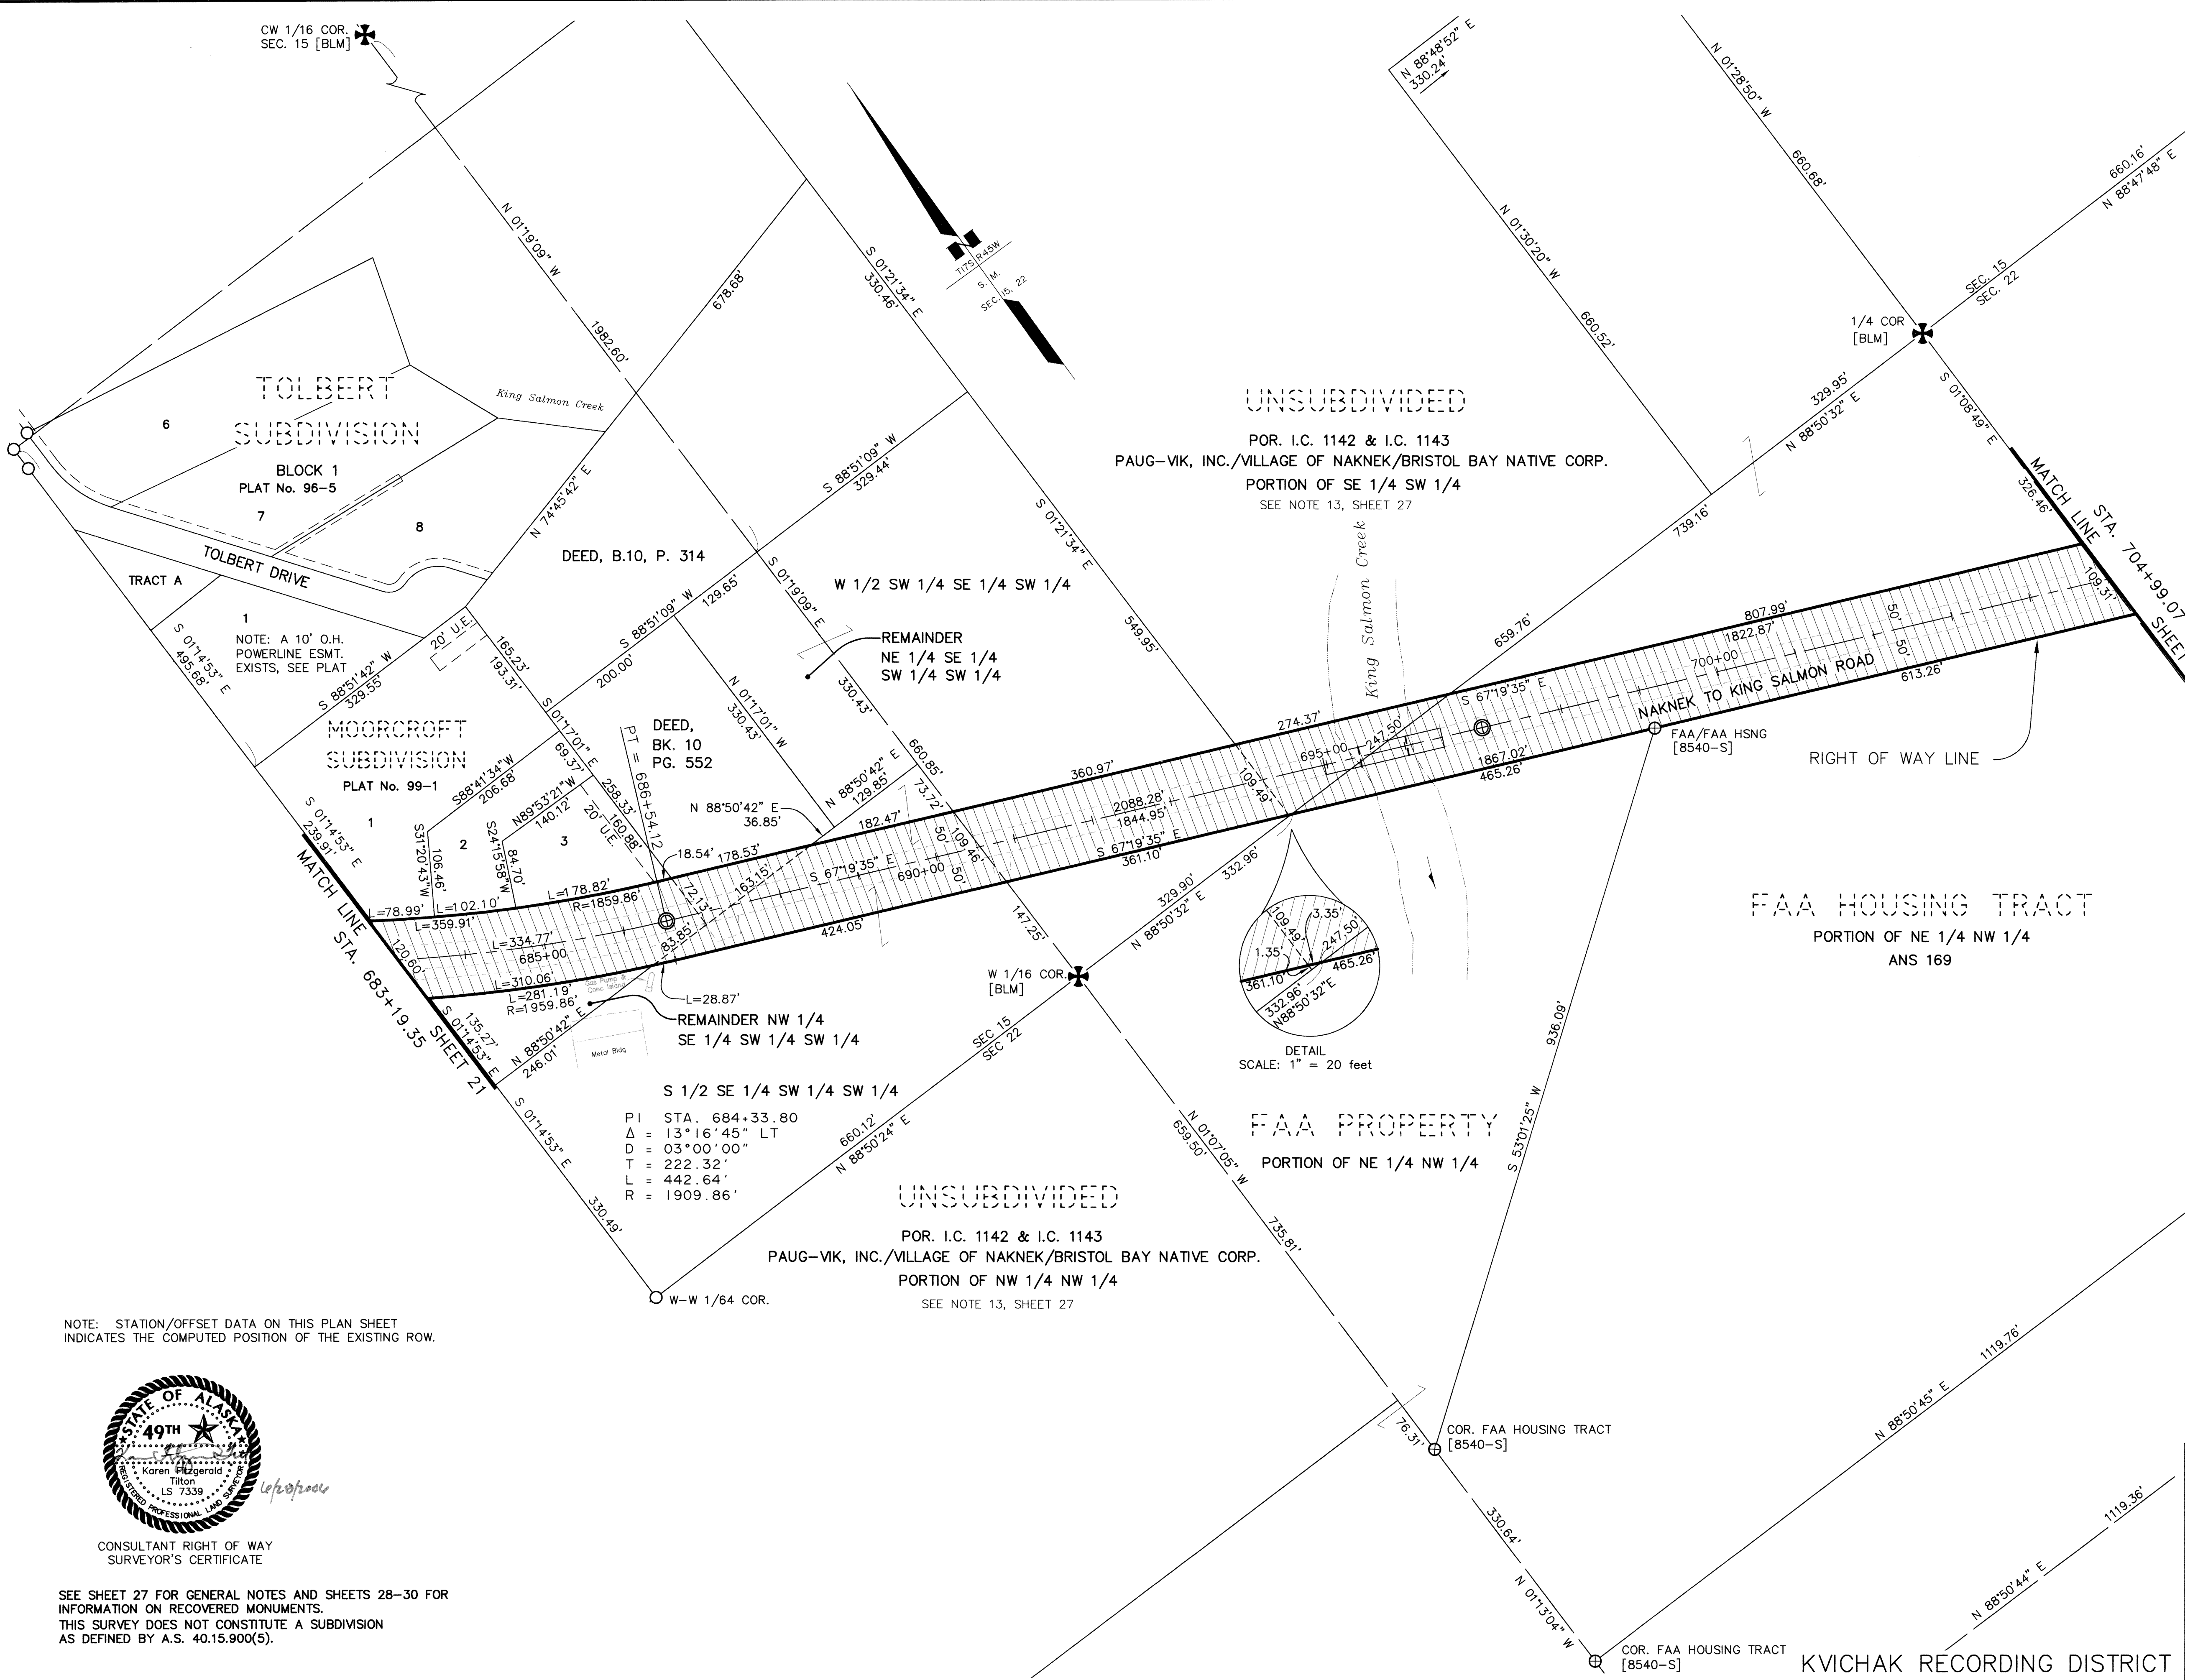 CW 1/16 COR.
SEC. 15 [BLM]
N 01°19'09" W
1982.60'
678.68'
N 74°45'42" E
King Salmon Creek
TOLBERT
SUBDIVISION
BLOCK 1
PLAT No. 96-5
6
7
8
TOLBERT DRIVE
TRACT A
1
NOTE: A 10' O.H.
POWERLINE ESMT.
EXISTS, SEE PLAT
20' U.E.
S 01°14'53" E
495.68'
S 88°51'42" W
329.55'
165.23'
193.31'
DEED, B.10, P. 314
S 88°51'09" W
129.65'
200.00'
S 88°51'09" W
329.44'
S 01°21'34" E
330.46'
T17S R45W
S. M.
SEC. 15, 22
N
S 01°21'34" E
549.95'
W 1/2 SW 1/4 SE 1/4 SW 1/4
S 01°19'09" E
330.43'
REMAINDER
NE 1/4 SE 1/4
SW 1/4 SW 1/4
N 01°17'01" W
330.43'
660.85'
73.72'
N 88°50'42" E
129.85'
N 88°50'42" E
36.85'
DEED,
BK. 10
PG. 552
PT = 686+54.12
S 01°17'01" E
69.37'
258.33'
160.88'
20' U.E.
MOORCROFT
SUBDIVISION
PLAT No. 99-1
1
2
3
S88°41'34"W
206.68'
N89°53'21"W
140.12'
S31°20'43"W
106.46'
S24°15'58"W
84.70'
S 01°14'53" E
239.91'
MATCH LINE
STA. 683+19.35
SHEET 21
L=78.99'
L=102.10'
L=178.82'
L=359.91'
R=1859.86'
L=334.77'
685+00
120.60'
L=310.06'
L=281.19'
R=1959.86'
L=28.87'
18.54'
178.53'
72.13'
163.15'
83.85'
182.47'
S 67°19'35" E
690+00
50'
50'
109.46'
424.05'
147.25'
Gas Pump &
Conc Island
Metal Bldg
REMAINDER NW 1/4
SE 1/4 SW 1/4 SW 1/4
135.27'
S 01°14'53" E
N 88°50'42" E
246.01'
S 1/2 SE 1/4 SW 1/4 SW 1/4
PI STA. 684+33.80
Δ = 13°16'45" LT
D = 03°00'00"
T = 222.32'
L = 442.64'
R = 1909.86'
S 01°14'53" E
330.49'
W-W 1/64 COR.
660.12'
N 88°50'24" E
SEC 15
SEC 22
W 1/16 COR.
[BLM]
329.90'
N 88°50'32" E
332.96'
360.97'
2088.28'
1844.95'
S 67°19'35" E
361.10'
274.37'
109.49'
695+00
247.50'
1867.02'
465.26'
S 67°19'35" E
King Salmon Creek
King Salmon Creek
UNSUBDIVIDED
POR. I.C. 1142 & I.C. 1143
PAUG-VIK, INC./VILLAGE OF NAKNEK/BRISTOL BAY NATIVE CORP.
PORTION OF SE 1/4 SW 1/4
SEE NOTE 13, SHEET 27
N 88°48'52" E
330.24'
N 01°30'20" W
660.52'
N 01°28'50" W
660.68'
660.16'
N 88°47'48" E
SEC. 15
SEC. 22
1/4 COR
[BLM]
329.95'
N 88°50'32" E
739.16'
659.76'
S 01°08'49" E
326.46'
MATCH LINE
STA. 704+99.07
SHEET
109.31'
807.99'
1822.87'
700+00
50'
50'
NAKNEK TO KING SALMON ROAD
613.26'
FAA/FAA HSNG
[8540-S]
RIGHT OF WAY LINE
109.49'
3.35'
247.50'
1.35'
465.26'
361.10'
332.96'
N88°50'32"E
DETAIL
SCALE: 1" = 20 feet
FAA HOUSING TRACT
PORTION OF NE 1/4 NW 1/4
ANS 169
936.09'
S 53°01'25" W
FAA PROPERTY
PORTION OF NE 1/4 NW 1/4
N 01°07'05" W
659.50'
735.81'
UNSUBDIVIDED
POR. I.C. 1142 & I.C. 1143
PAUG-VIK, INC./VILLAGE OF NAKNEK/BRISTOL BAY NATIVE CORP.
PORTION OF NW 1/4 NW 1/4
SEE NOTE 13, SHEET 27
76.31'
COR. FAA HOUSING TRACT
[8540-S]
330.64'
N 01°13'04" W
COR. FAA HOUSING TRACT
[8540-S]
1119.76'
N 88°50'45" E
1119.36'
N 88°50'44" E
NOTE: STATION/OFFSET DATA ON THIS PLAN SHEET
INDICATES THE COMPUTED POSITION OF THE EXISTING ROW.
STATE OF ALASKA
49TH
Karen Fitzgerald
Tilton
LS 7339
REGISTERED PROFESSIONAL LAND SURVEYOR
6/20/2006
CONSULTANT RIGHT OF WAY
SURVEYOR'S CERTIFICATE
SEE SHEET 27 FOR GENERAL NOTES AND SHEETS 28-30 FOR
INFORMATION ON RECOVERED MONUMENTS.
THIS SURVEY DOES NOT CONSTITUTE A SUBDIVISION
AS DEFINED BY A.S. 40.15.900(5).
KVICHAK RECORDING DISTRICT